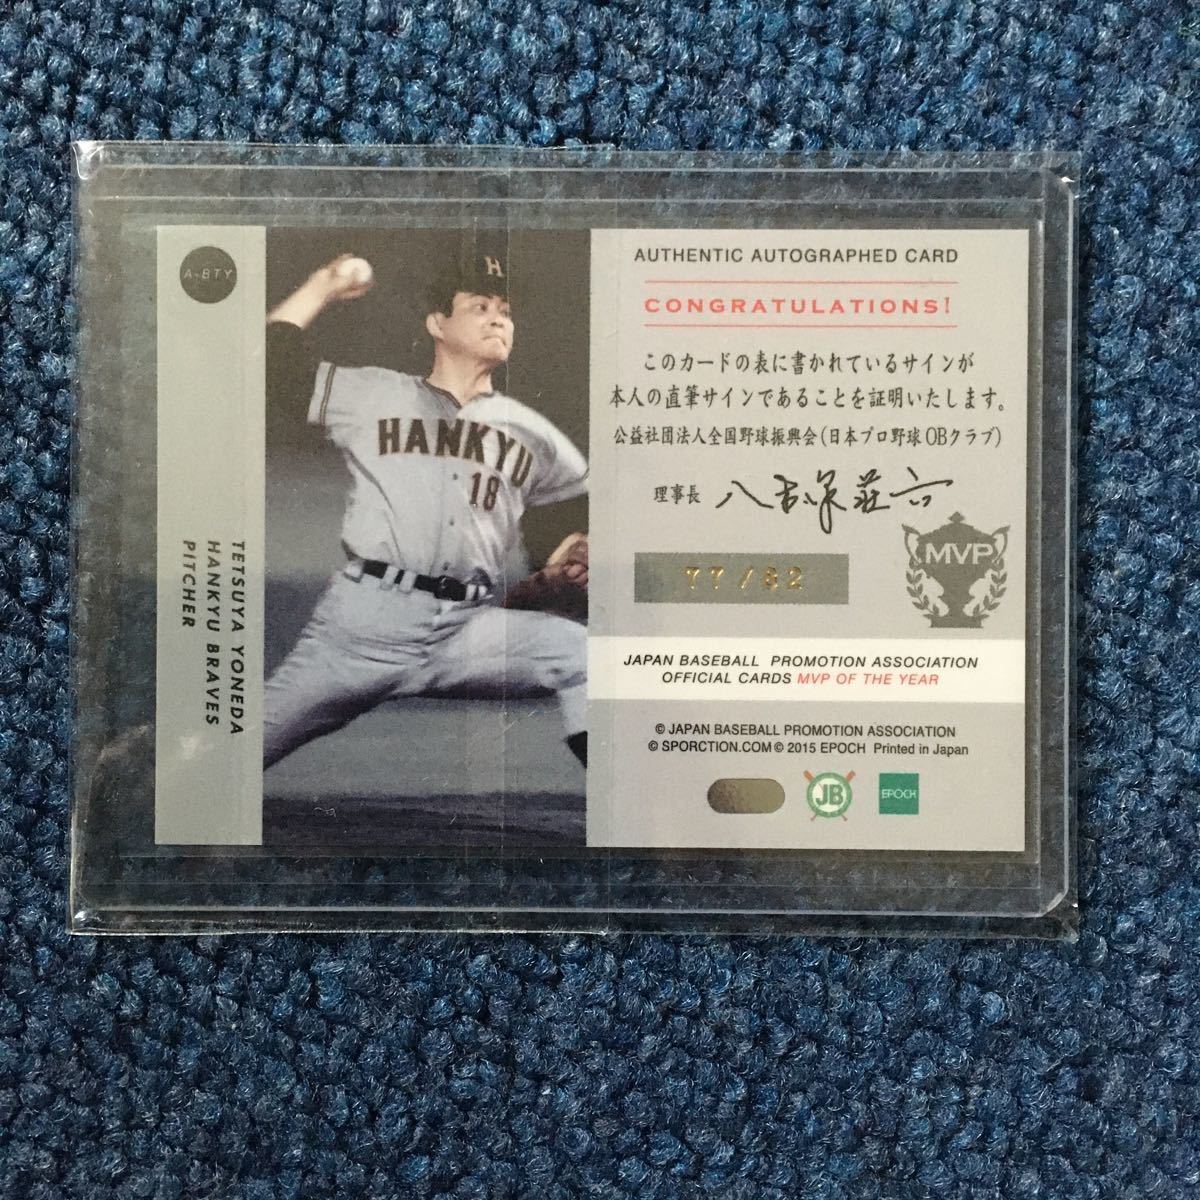 A-BTY
TETSUYA YONEDA
HANKYU BRAVES
PITCHER
H
HANKYU
18
AUTHENTIC AUTOGRAPHED CARD
CONGRATULATIONS!
このカードの表に書かれているサインが
本人の直筆サインであることを証明いたします。
公益社団法人全国野球振興会(日本プロ野球OBクラブ)
理事長 八木沢荘六
77/82
MVP
JAPAN BASEBALL PROMOTION ASSOCIATION
OFFICIAL CARDS MVP OF THE YEAR
© JAPAN BASEBALL PROMOTION ASSOCIATION
© SPORCTION.COM © 2015 EPOCH Printed in Japan
JB
EPOCH